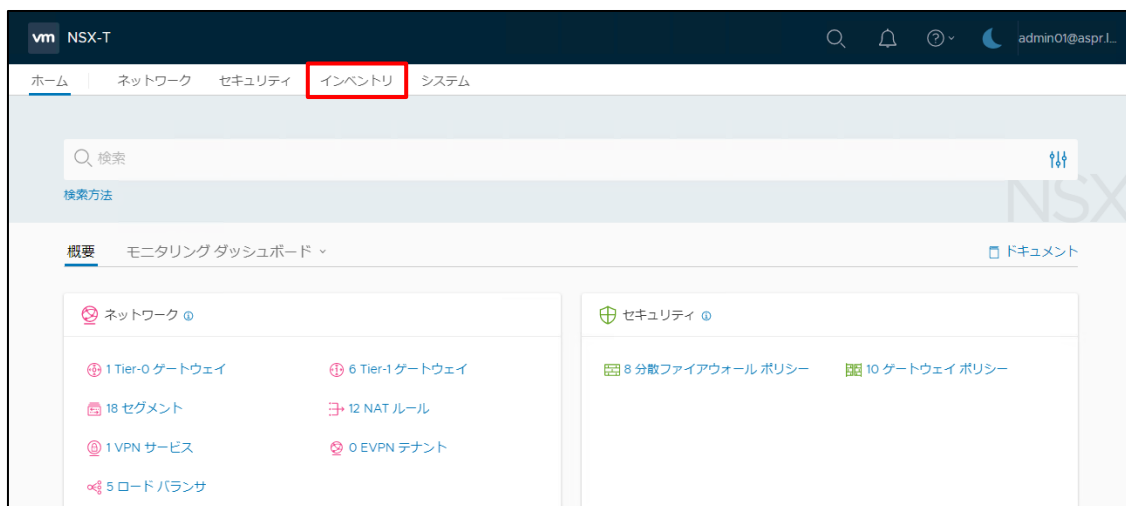 vm NSX-T admin01@aspr.l...
ホーム ネットワーク セキュリティ インベントリ システム
検索
検索方法
NSX
概要 モニタリング ダッシュボード ドキュメント
ネットワーク セキュリティ
1 Tier-0 ゲートウェイ 6 Tier-1 ゲートウェイ 8 分散ファイアウォール ポリシー 10 ゲートウェイ ポリシー
18 セグメント 12 NAT ルール
1 VPN サービス 0 EVPN テナント
5 ロード バランサ